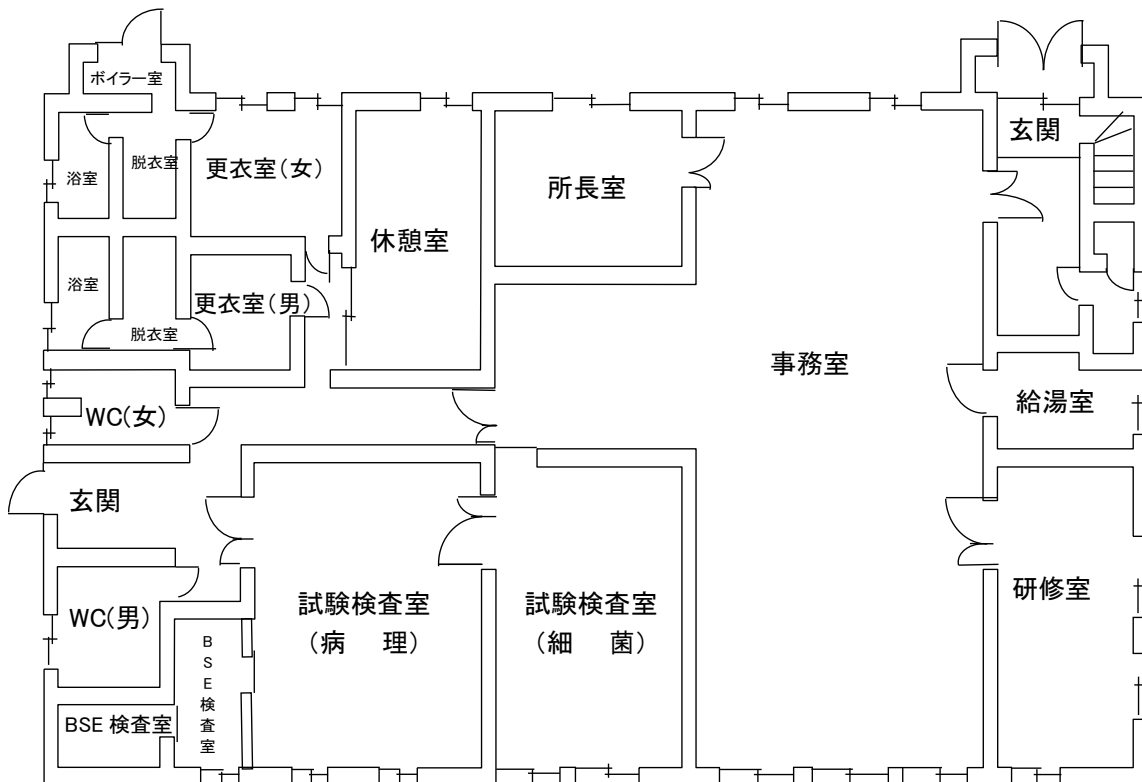 ボイラー室
玄関
脱衣室
更衣室(女)
浴室
所長室
休憩室
浴室
更衣室(男)
脱衣室
事務室
WC(女)
給湯室
玄関
試験検査室
(病 理)
試験検査室
(細 菌)
研修室
WC(男)
BSE検査室
BSE 検査室